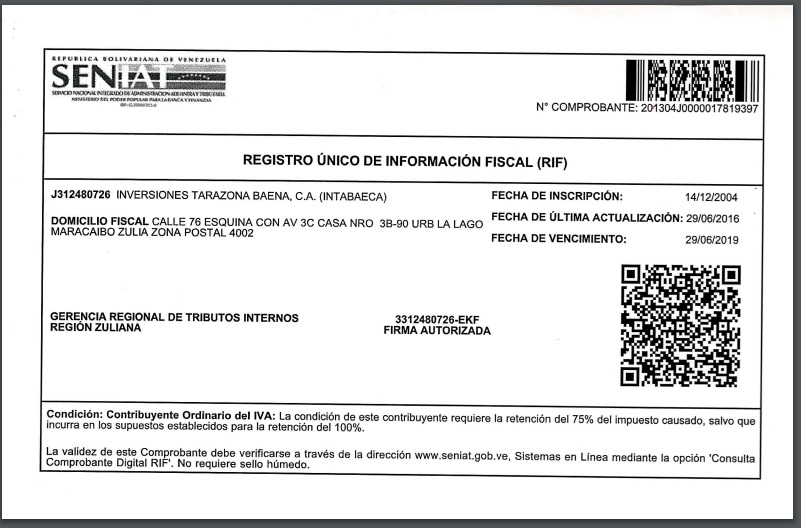 REPUBLICA BOLIVARIANA DE VENEZUELA
SENIAT
SERVICIO NACIONAL INTEGRADO DE ADMINISTRACION ADUANERA Y TRIBUTARIA
MINISTERIO DEL PODER POPULAR PARA LA BANCA Y FINANZAS
N° COMPROBANTE: 201304J0000017819397
REGISTRO ÚNICO DE INFORMACIÓN FISCAL (RIF)
J312480726 INVERSIONES TARAZONA BAENA, C.A. (INTABAECA)
FECHA DE INSCRIPCIÓN: 14/12/2004
DOMICILIO FISCAL CALLE 76 ESQUINA CON AV 3C CASA NRO 3B-90 URB LA LAGO
MARACAIBO ZULIA ZONA POSTAL 4002
FECHA DE ÚLTIMA ACTUALIZACIÓN: 29/06/2016
FECHA DE VENCIMIENTO: 29/06/2019
GERENCIA REGIONAL DE TRIBUTOS INTERNOS
REGIÓN ZULIANA
3312480726-EKF
FIRMA AUTORIZADA
Condición: Contribuyente Ordinario del IVA: La condición de este contribuyente requiere la retención del 75% del impuesto causado, salvo que
incurra en los supuestos establecidos para la retención del 100%.
La validez de este Comprobante debe verificarse a través de la dirección www.seniat.gob.ve, Sistemas en Línea mediante la opción 'Consulta
Comprobante Digital RIF'. No requiere sello húmedo.